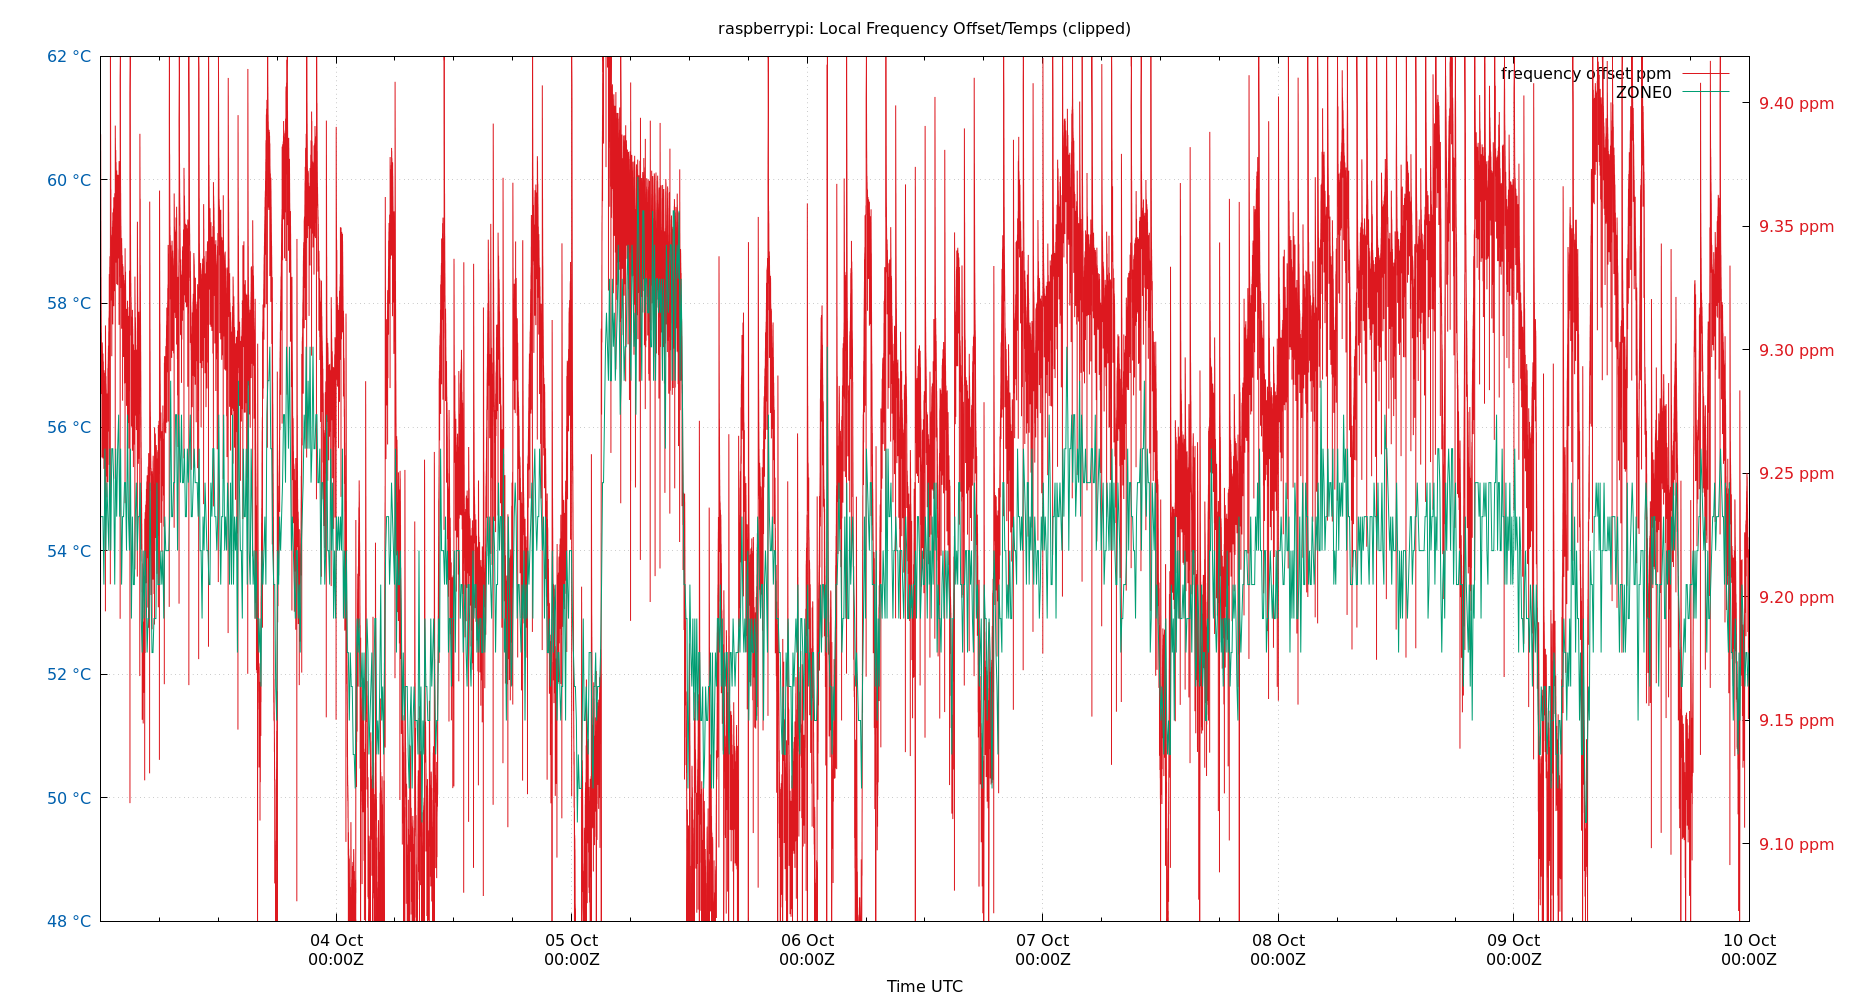 raspberrypi: Local Frequency Offset/Temps (clipped)
frequency offset ppm
ZONE0
62 °C
60 °C
58 °C
56 °C
54 °C
52 °C
50 °C
48 °C
9.40 ppm
9.35 ppm
9.30 ppm
9.25 ppm
9.20 ppm
9.15 ppm
9.10 ppm
04 Oct
00:00Z
05 Oct
00:00Z
06 Oct
00:00Z
07 Oct
00:00Z
08 Oct
00:00Z
09 Oct
00:00Z
10 Oct
00:00Z
Time UTC